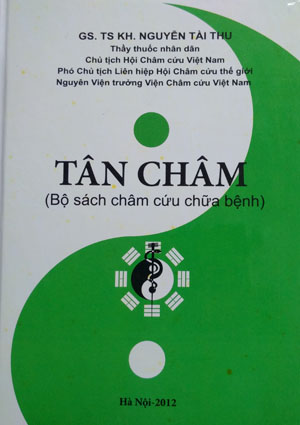 GS. TS KH. NGUYỄN TÀI THU
Thầy thuốc nhân dân
Chủ tịch Hội Châm cứu Việt Nam
Phó Chủ tịch Liên hiệp Hội Châm cứu thế giới
Nguyên Viện trưởng Viện Châm cứu Việt Nam
TÂN CHÂM
(Bộ sách châm cứu chữa bệnh)
Hà Nội-2012